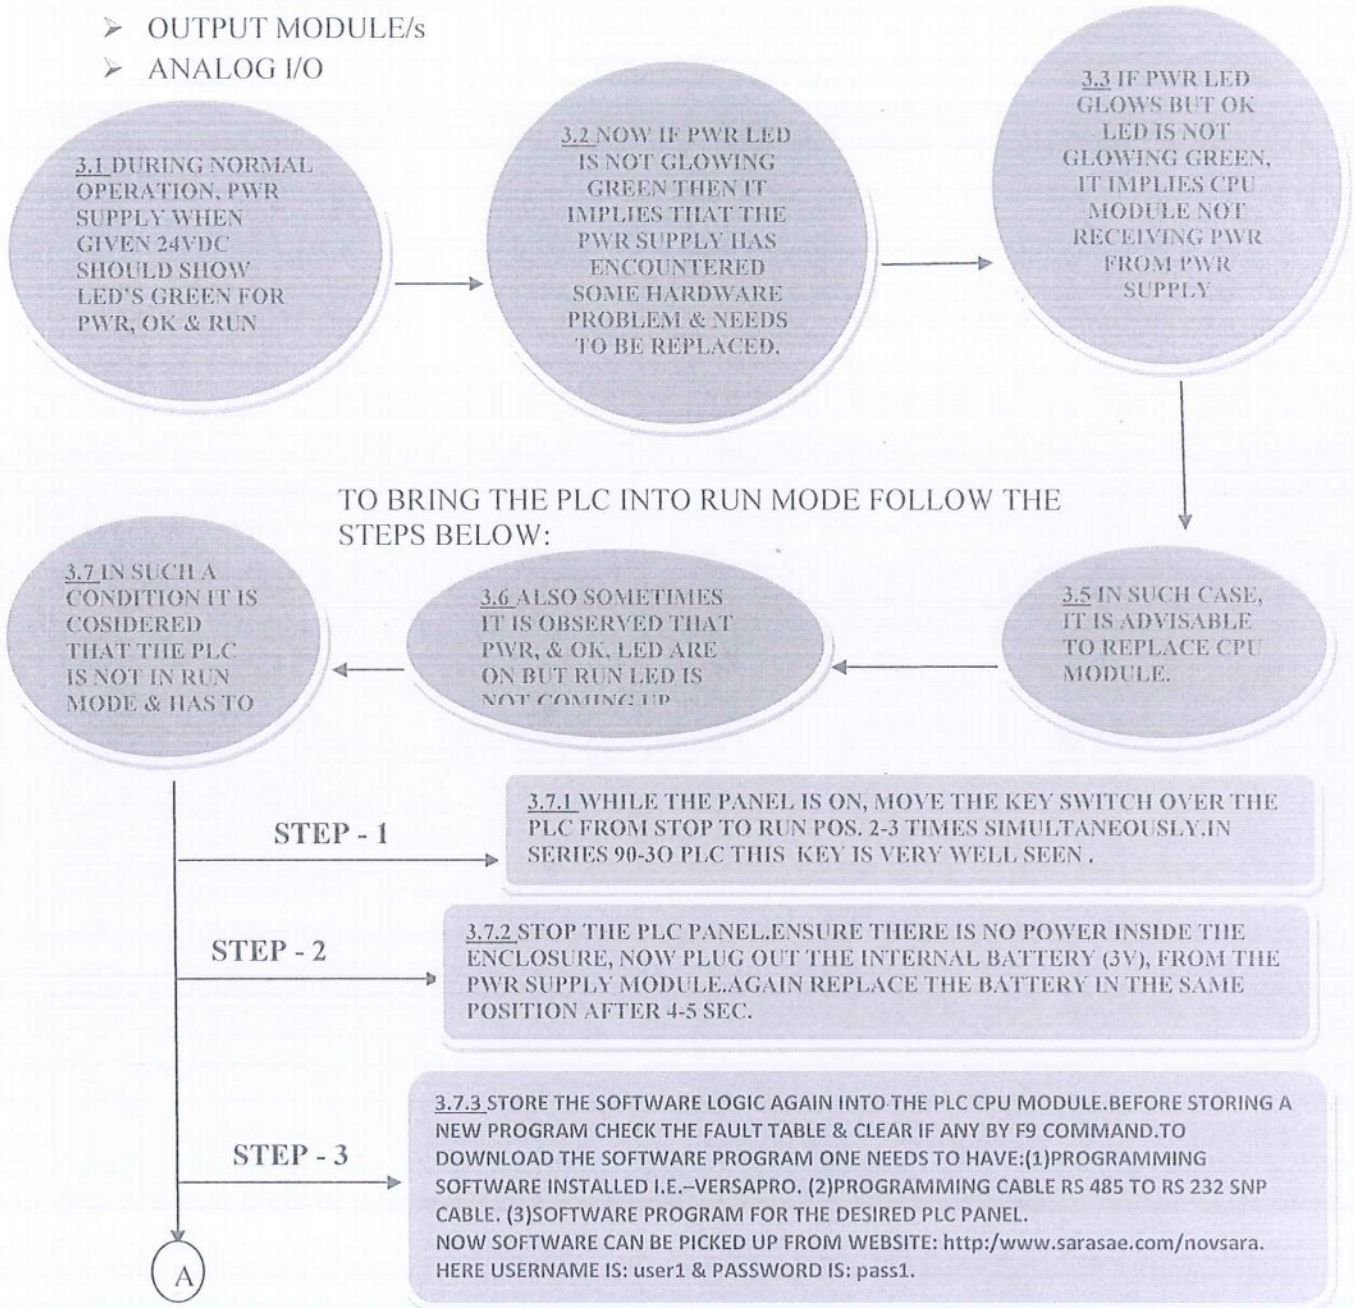 ➢ OUTPUT MODULE/s
➢ ANALOG I/O
3.1 DURING NORMAL
OPERATION, PWR
SUPPLY WHEN
GIVEN 24VDC
SHOULD SHOW
LED'S GREEN FOR
PWR, OK & RUN
3.2 NOW IF PWR LED
IS NOT GLOWING
GREEN THEN IT
IMPLIES THAT THE
PWR SUPPLY HAS
ENCOUNTERED
SOME HARDWARE
PROBLEM & NEEDS
TO BE REPLACED.
3.3 IF PWR LED
GLOWS BUT OK
LED IS NOT
GLOWING GREEN,
IT IMPLIES CPU
MODULE NOT
RECEIVING PWR
FROM PWR
SUPPLY
TO BRING THE PLC INTO RUN MODE FOLLOW THE
STEPS BELOW:
3.5 IN SUCH CASE,
IT IS ADVISABLE
TO REPLACE CPU
MODULE.
3.6 ALSO SOMETIMES
IT IS OBSERVED THAT
PWR, & OK, LED ARE
ON BUT RUN LED IS
NOT COMING UP
3.7 IN SUCH A
CONDITION IT IS
COSIDERED
THAT THE PLC
IS NOT IN RUN
MODE & HAS TO
STEP - 1
3.7.1 WHILE THE PANEL IS ON, MOVE THE KEY SWITCH OVER THE
PLC FROM STOP TO RUN POS. 2-3 TIMES SIMULTANEOUSLY.IN
SERIES 90-3O PLC THIS KEY IS VERY WELL SEEN .
STEP - 2
3.7.2 STOP THE PLC PANEL.ENSURE THERE IS NO POWER INSIDE THE
ENCLOSURE, NOW PLUG OUT THE INTERNAL BATTERY (3V), FROM THE
PWR SUPPLY MODULE.AGAIN REPLACE THE BATTERY IN THE SAME
POSITION AFTER 4-5 SEC.
STEP - 3
3.7.3 STORE THE SOFTWARE LOGIC AGAIN INTO THE PLC CPU MODULE.BEFORE STORING A
NEW PROGRAM CHECK THE FAULT TABLE & CLEAR IF ANY BY F9 COMMAND.TO
DOWNLOAD THE SOFTWARE PROGRAM ONE NEEDS TO HAVE:(1)PROGRAMMING
SOFTWARE INSTALLED I.E.–VERSAPRO. (2)PROGRAMMING CABLE RS 485 TO RS 232 SNP
CABLE. (3)SOFTWARE PROGRAM FOR THE DESIRED PLC PANEL.
NOW SOFTWARE CAN BE PICKED UP FROM WEBSITE: http:/www.sarasae.com/novsara.
HERE USERNAME IS: user1 & PASSWORD IS: pass1.
A